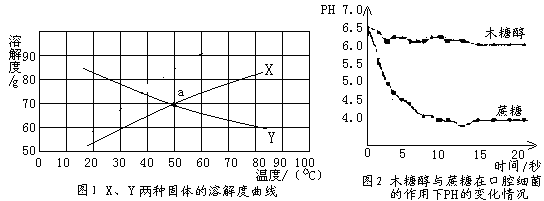 溶解度/g
90
80
70
60
50
X
a
Y
0 10 20 30 40 50 60 70 80 90 100
温度/(℃)
图1 X、Y两种固体的溶解度曲线
PH 7.0
6.5
6.0
5.5
5.0
4.5
4.0
木糖醇
蔗糖
0 5 10 15 20
时间/秒
图2 木糖醇与蔗糖在口腔细菌
的作用下PH的变化情况